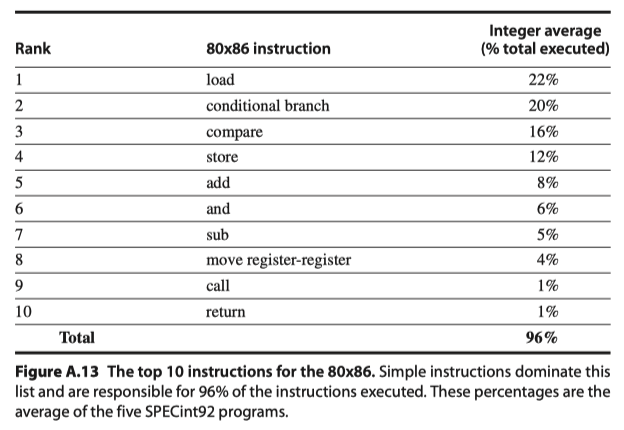 Rank 80x86 instruction Integer average (% total executed)
1 load 22%
2 conditional branch 20%
3 compare 16%
4 store 12%
5 add 8%
6 and 6%
7 sub 5%
8 move register-register 4%
9 call 1%
10 return 1%
Total 96%
Figure A.13 The top 10 instructions for the 80x86. Simple instructions dominate this
list and are responsible for 96% of the instructions executed. These percentages are the
average of the five SPECint92 programs.